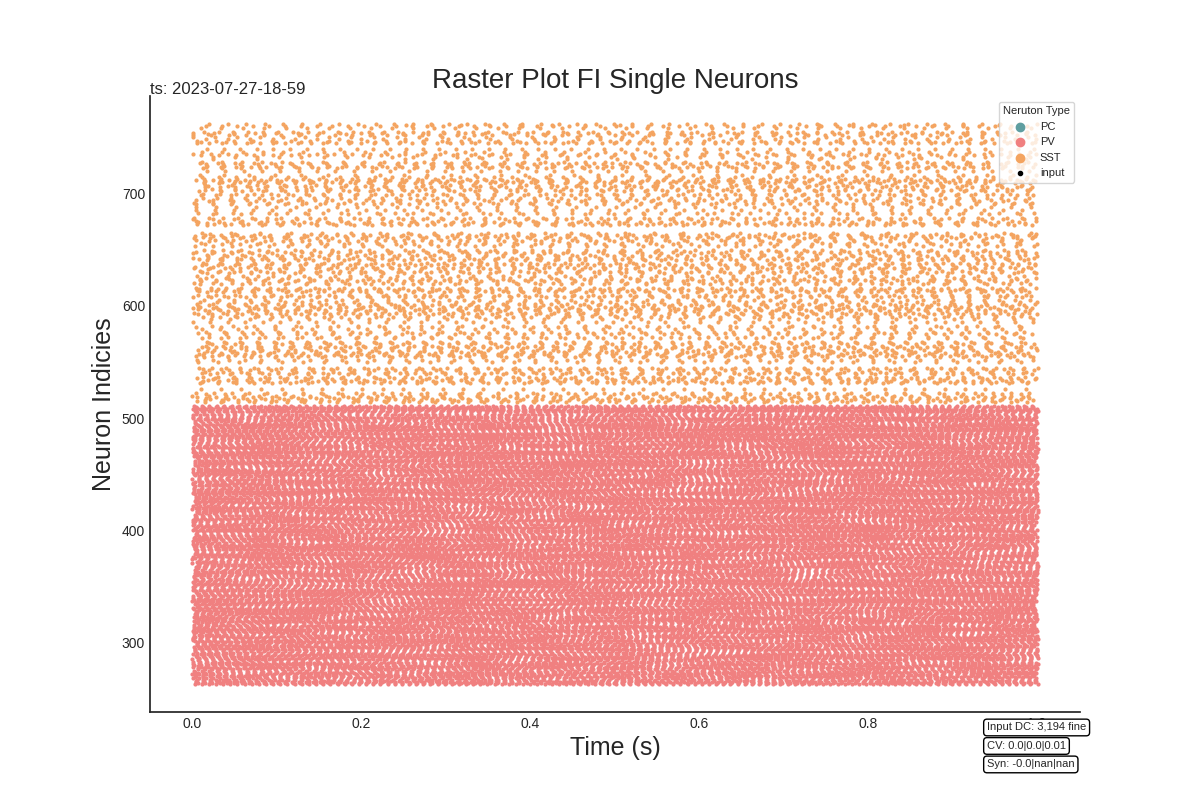 Raster Plot FI Single Neurons
ts: 2023-07-27-18-59
Neruton Type
PC
PV
SST
input
700
600
500
400
300
Neuron Indicies
0.0 0.2 0.4 0.6 0.8
Time (s)
Input DC: 3,194 fine
CV: 0.0|0.0|0.01
Syn: -0.0|nan|nan